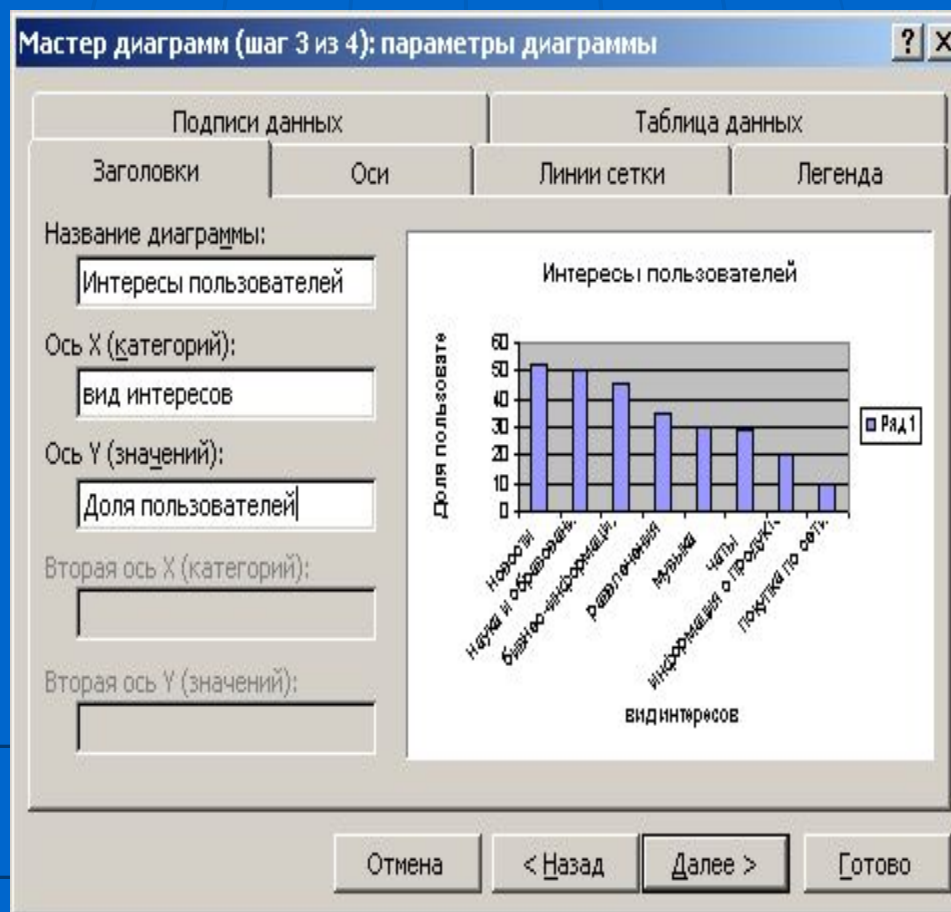 Мастер диаграмм (шаг 3 из 4): параметры диаграммы
Подписи данных
Таблица данных
Заголовки
Оси
Линии сетки
Легенда
Название диаграммы:
Интересы пользователей
Ось X (категорий):
вид интересов
Ось Y (значений):
Доля пользователей
Вторая ось X (категорий):
Вторая ось Y (значений):
Интересы пользователей
Доля пользовате
60
50
40
30
20
10
0
новости
наука и образовани
бизнес-информаци
развлечения
музыка
чаты
информация о продукте
покупка по сети
вид интересов
Ряд1
Отмена
< Назад
Далее >
Готово